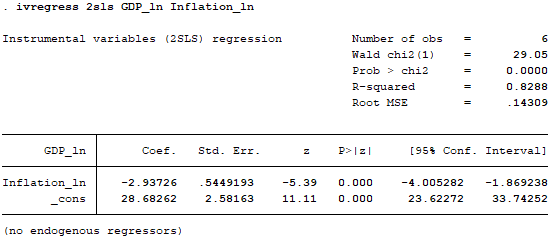 . ivregress 2sls GDP_ln Inflation_ln
Instrumental variables (2SLS) regression Number of obs = 6
Wald chi2(1) = 29.05
Prob > chi2 = 0.0000
R-squared = 0.8288
Root MSE = .14309
GDP_ln Coef. Std. Err. z P>|z| [95% Conf. Interval]
Inflation_ln -2.93726 .5449193 -5.39 0.000 -4.005282 -1.869238
_cons 28.68262 2.58163 11.11 0.000 23.62272 33.74252
(no endogenous regressors)